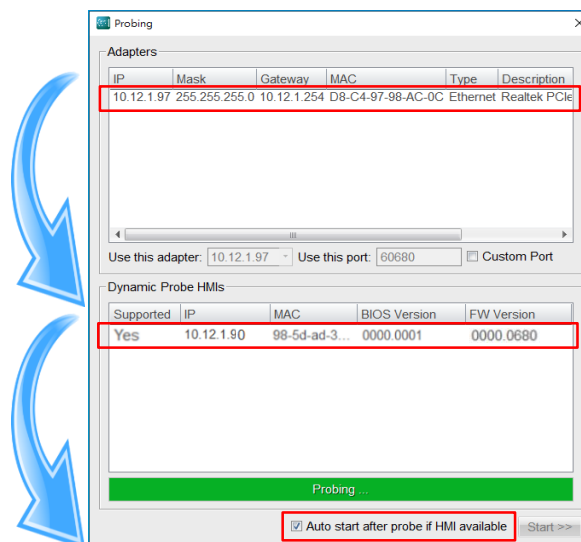 Probing
Adapters
IP Mask Gateway MAC Type Description
10.12.1.97 255.255.255.0 10.12.1.254 D8-C4-97-98-AC-0C Ethernet Realtek PCIe
Use this adapter: 10.12.1.97 Use this port: 60680 Custom Port
Dynamic Probe HMIs
Supported IP MAC BIOS Version FW Version
Yes 10.12.1.90 98-5d-ad-3... 0000.0001 0000.0680
Probing ...
Auto start after probe if HMI available Start >>